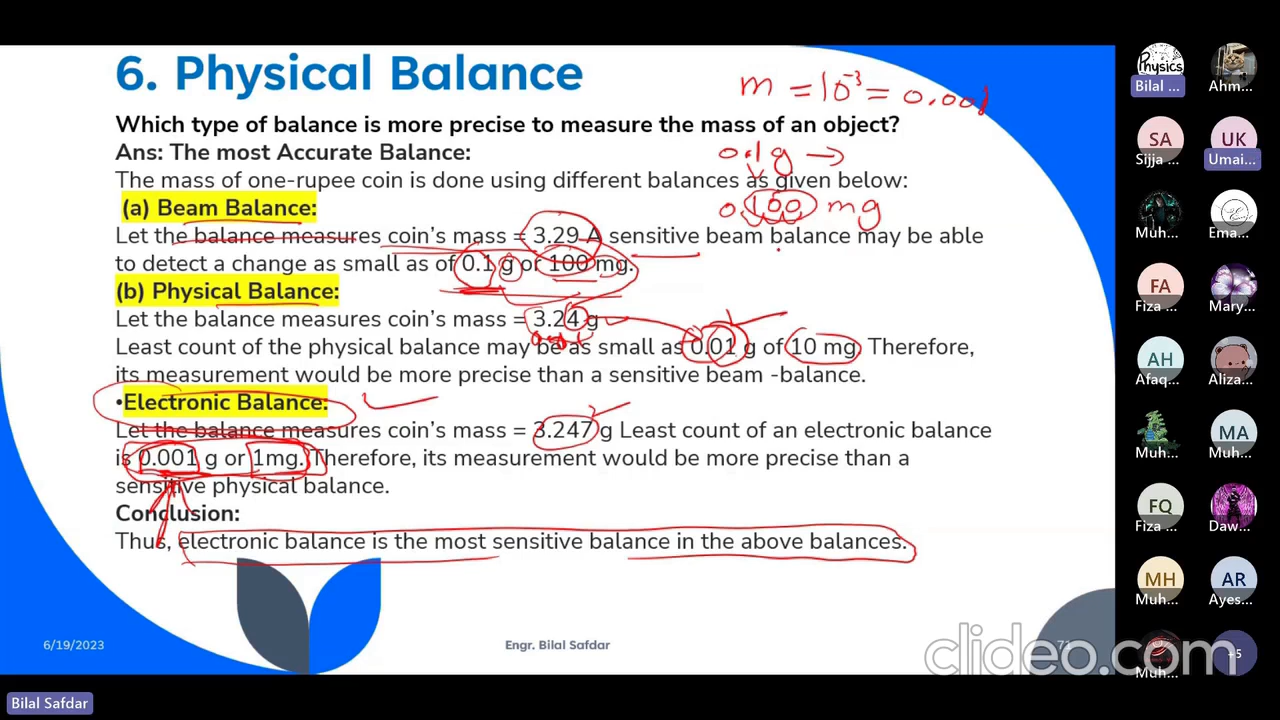 6. Physical Balance
m = 10⁻³ = 0.001
Which type of balance is more precise to measure the mass of an object?
Ans: The most Accurate Balance:
0.1g →
The mass of one-rupee coin is done using different balances as given below:
(a) Beam Balance:
0.100 mg
Let the balance measures coin's mass = 3.29 A sensitive beam balance may be able
to detect a change as small as of 0.1 g or 100 mg.
(b) Physical Balance:
Let the balance measures coin's mass = 3.24 g
Least count of the physical balance may be as small as 0.01 g of 10 mg. Therefore,
its measurement would be more precise than a sensitive beam -balance.
•Electronic Balance:
Let the balance measures coin's mass = 3.247 g Least count of an electronic balance
is 0.001 g or 1mg. Therefore, its measurement would be more precise than a
sensitive physical balance.
Conclusion:
Thus, electronic balance is the most sensitive balance in the above balances.
6/19/2023
Engr. Bilal Safdar
71
clideo.com
Bilal Safdar
Physics
Bilal ...
Ahm...
SA
Sijja ...
UK
Umai...
Muh...
Ema...
FA
Fiza ...
Mary...
AH
Afaq...
Aliza...
Muh...
MA
Muh...
FQ
Fiza ...
Daw...
MH
Muh...
AR
Ayes...
Muh...
+5